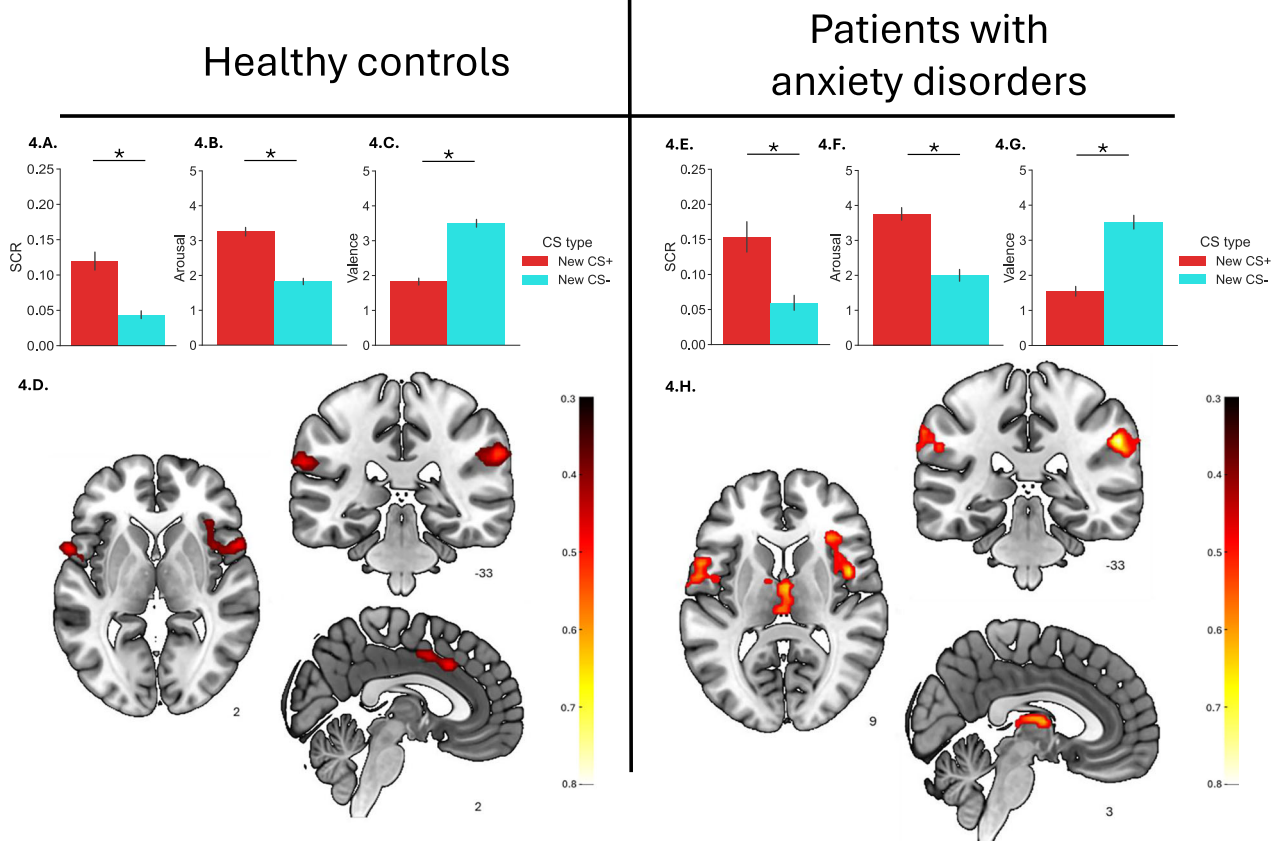 Healthy controls
Patients with
anxiety disorders
4.A.
*
4.B.
*
4.C.
*
0.25
0.20
0.15
0.10
0.05
0.00
SCR
5
4
3
2
1
0
Arousal
5
4
3
2
1
0
Valence
CS type
New CS+
New CS-
4.E.
*
4.F.
*
4.G.
*
0.25
0.20
0.15
0.10
0.05
0.00
SCR
5
4
3
2
1
0
Arousal
5
4
3
2
1
0
Valence
CS type
New CS+
New CS-
4.D.
2
-33
2
0.3
0.4
0.5
0.6
0.7
0.8
4.H.
9
-33
3
0.3
0.4
0.5
0.6
0.7
0.8